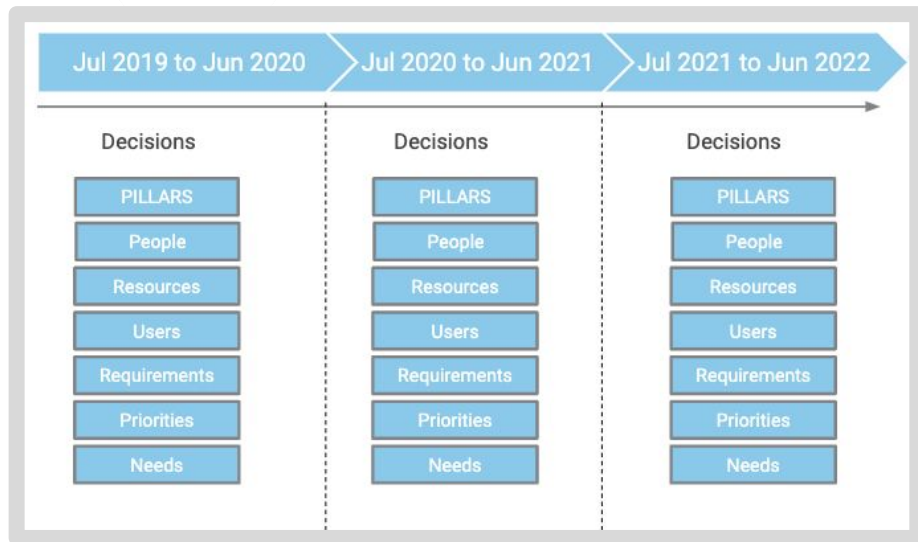 Jul 2019 to Jun 2020
Jul 2020 to Jun 2021
Jul 2021 to Jun 2022
Decisions
PILLARS
People
Resources
Users
Requirements
Priorities
Needs
Decisions
PILLARS
People
Resources
Users
Requirements
Priorities
Needs
Decisions
PILLARS
People
Resources
Users
Requirements
Priorities
Needs